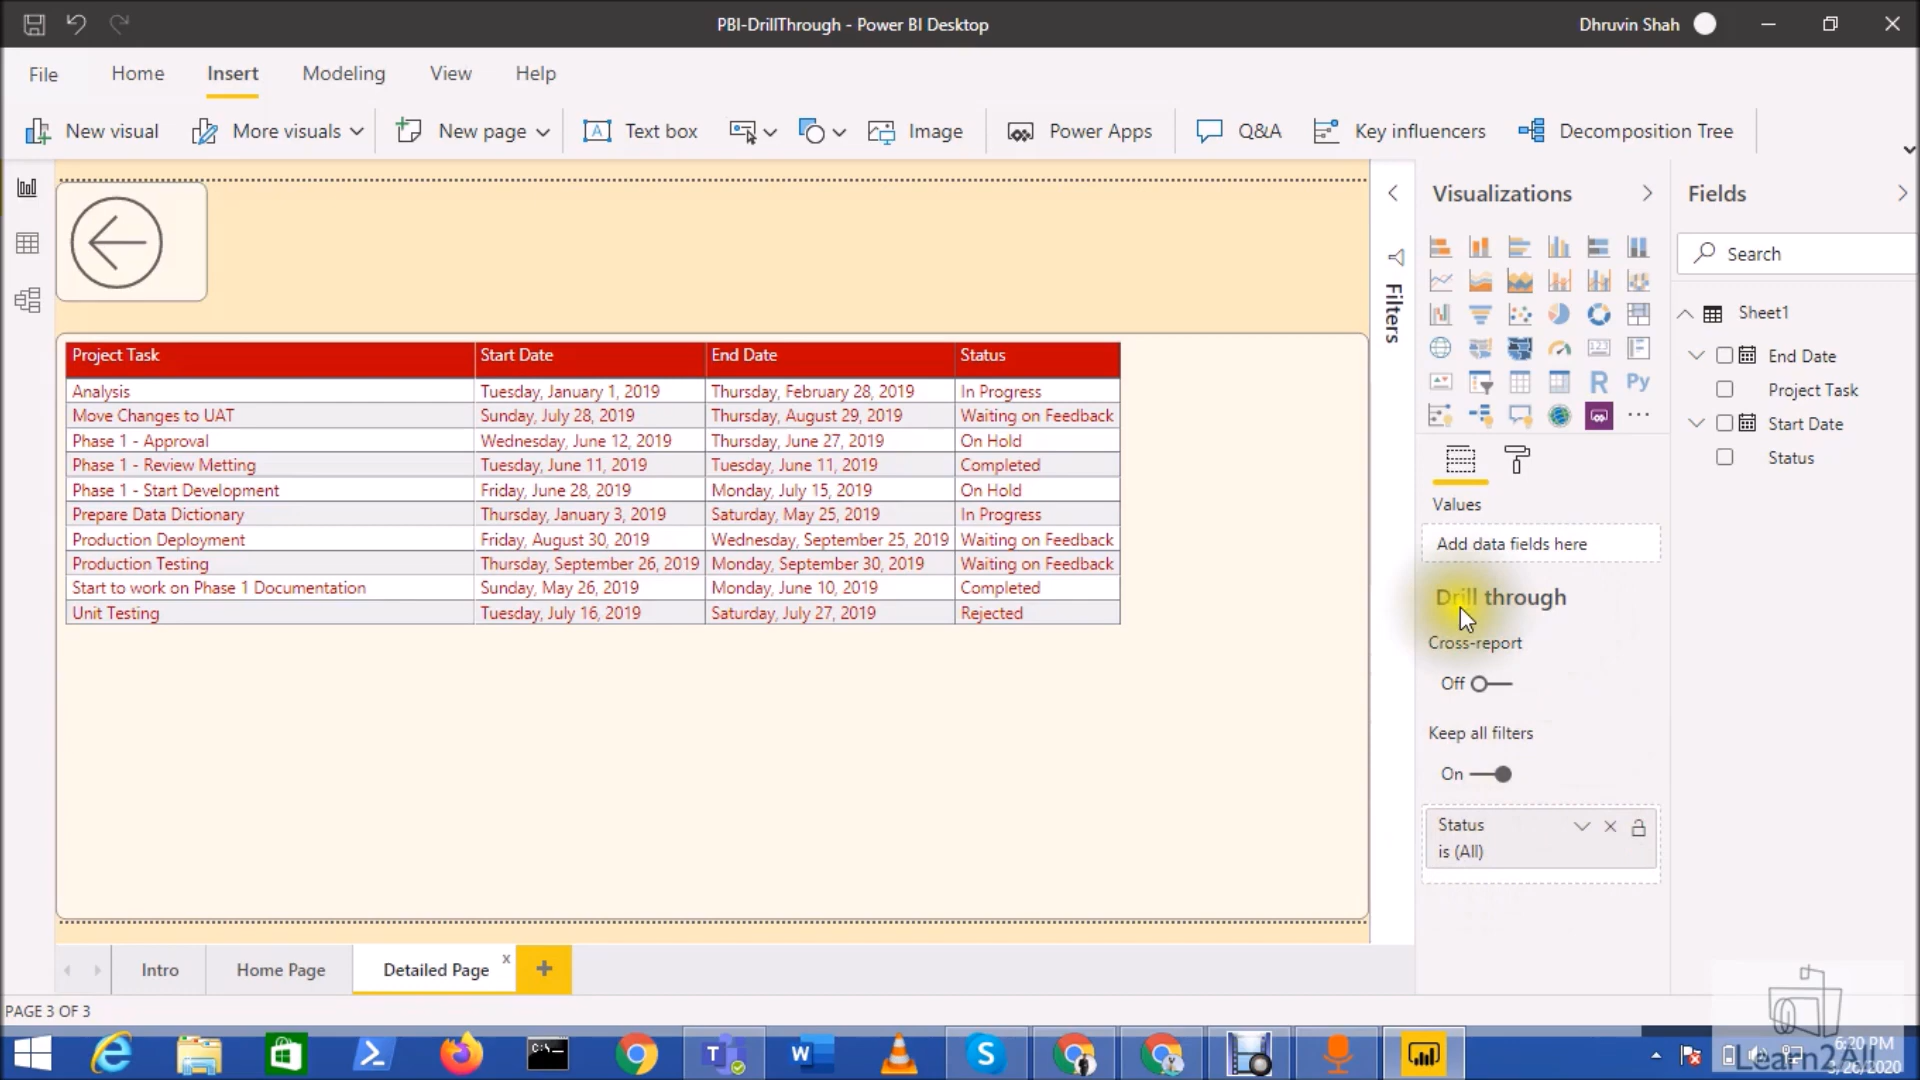 PBI-DrillThrough - Power BI Desktop
Dhruvin Shah
File
Home
Insert
Modeling
View
Help
New visual
More visuals
New page
Text box
Image
Power Apps
Q&A
Key influencers
Decomposition Tree
Project Task Start Date End Date Status
Analysis Tuesday, January 1, 2019 Thursday, February 28, 2019 In Progress
Move Changes to UAT Sunday, July 28, 2019 Thursday, August 29, 2019 Waiting on Feedback
Phase 1 - Approval Wednesday, June 12, 2019 Thursday, June 27, 2019 On Hold
Phase 1 - Review Metting Tuesday, June 11, 2019 Tuesday, June 11, 2019 Completed
Phase 1 - Start Development Friday, June 28, 2019 Monday, July 15, 2019 On Hold
Prepare Data Dictionary Thursday, January 3, 2019 Saturday, May 25, 2019 In Progress
Production Deployment Friday, August 30, 2019 Wednesday, September 25, 2019 Waiting on Feedback
Production Testing Thursday, September 26, 2019 Monday, September 30, 2019 Waiting on Feedback
Start to work on Phase 1 Documentation Sunday, May 26, 2019 Monday, June 10, 2019 Completed
Unit Testing Tuesday, July 16, 2019 Saturday, July 27, 2019 Rejected
Filters
Visualizations
123
R
Py
Values
Add data fields here
Drill through
Cross-report
Off
Keep all filters
On
Status
is (All)
Fields
Search
Sheet1
End Date
Project Task
Start Date
Status
Intro
Home Page
Detailed Page
PAGE 3 OF 3
6:20 PM
Learn2All